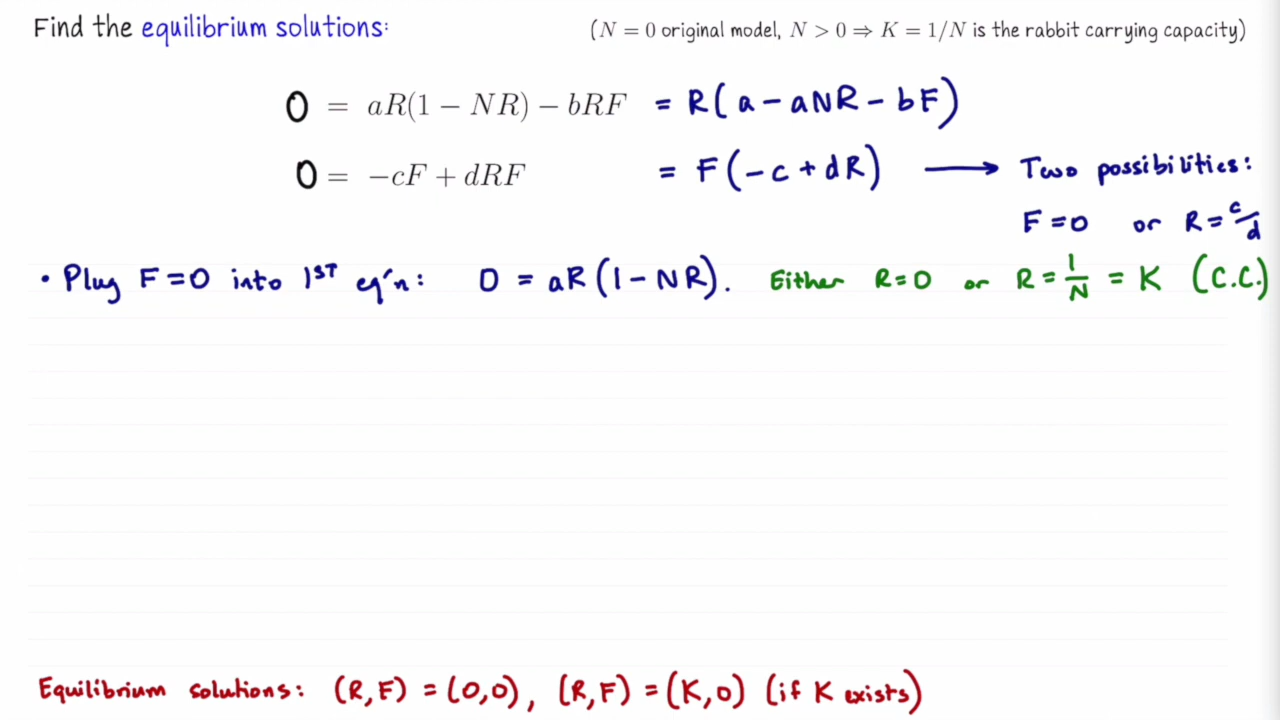 Find the equilibrium solutions: (N = 0 original model, N > 0 ⇒ K = 1/N is the rabbit carrying capacity)
0 = aR(1 − NR) − bRF = R(a − aNR − bF)
0 = −cF + dRF = F(−c + dR) ⟶ Two possibilities:
F = 0 or R = c/d
• Plug F = 0 into 1ST eq'n: 0 = aR(1 − NR). Either R = 0 or R = 1/N = K (C.C.)
Equilibrium solutions: (R,F) = (0,0), (R,F) = (K,0) (if K exists)